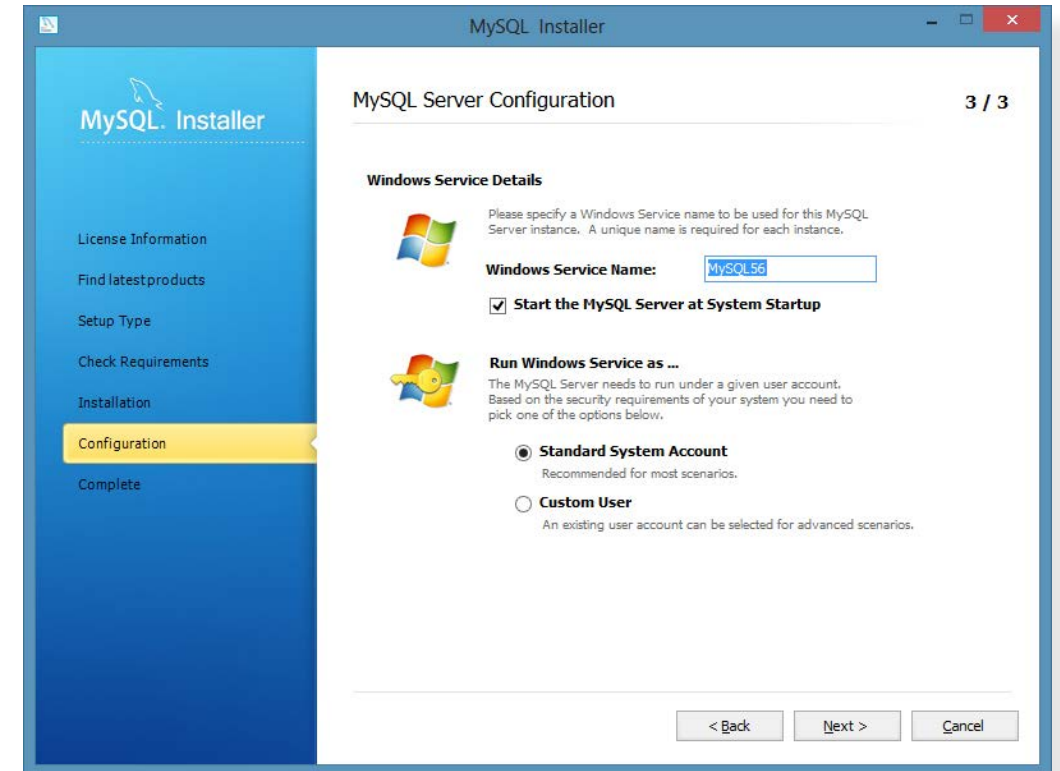 MySQL Installer
MySQL. Installer
License Information
Find latest products
Setup Type
Check Requirements
Installation
Configuration
Complete
MySQL Server Configuration
3 / 3
Windows Service Details
Please specify a Windows Service name to be used for this MySQL
Server instance. A unique name is required for each instance.
Windows Service Name:
MySQL56
Start the MySQL Server at System Startup
Run Windows Service as ...
The MySQL Server needs to run under a given user account.
Based on the security requirements of your system you need to
pick one of the options below.
Standard System Account
Recommended for most scenarios.
Custom User
An existing user account can be selected for advanced scenarios.
< Back
Next >
Cancel